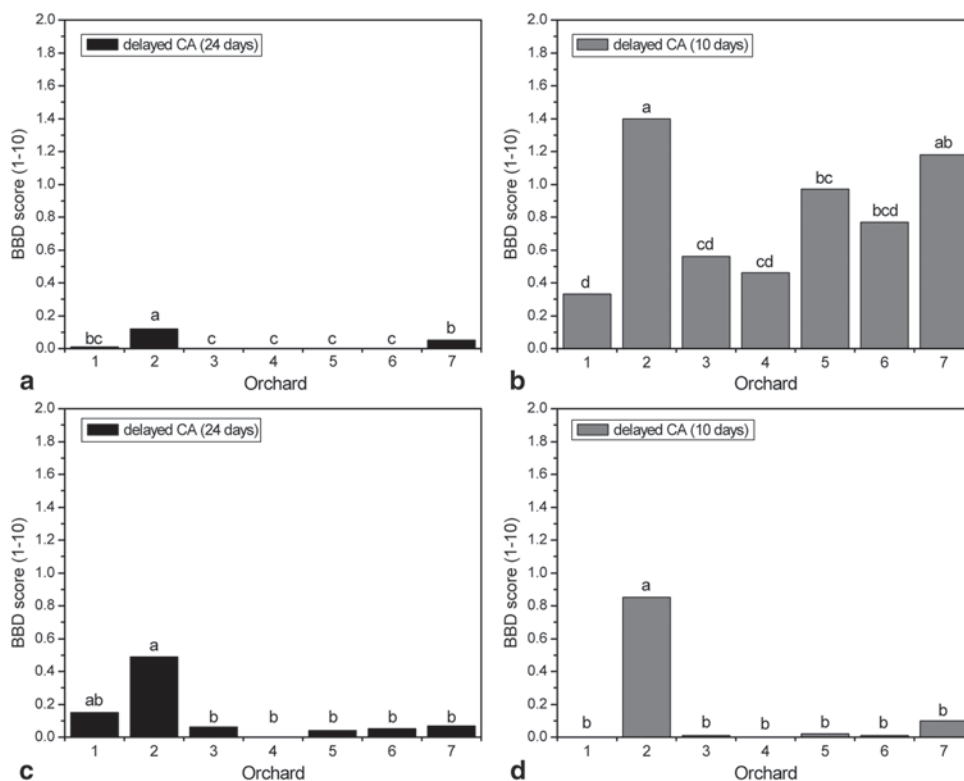 delayed CA (24 days)
BBD score (1-10)
2.0
1.8
1.6
1.4
1.2
1.0
0.8
0.6
0.4
0.2
0.0
bc a c c c c b
1 2 3 4 5 6 7
Orchard
a
delayed CA (10 days)
BBD score (1-10)
2.0
1.8
1.6
1.4
1.2
1.0
0.8
0.6
0.4
0.2
0.0
d a cd cd bc bcd ab
1 2 3 4 5 6 7
Orchard
b
delayed CA (24 days)
BBD score (1-10)
2.0
1.8
1.6
1.4
1.2
1.0
0.8
0.6
0.4
0.2
0.0
ab a b b b b b
1 2 3 4 5 6 7
Orchard
c
delayed CA (10 days)
BBD score (1-10)
2.0
1.8
1.6
1.4
1.2
1.0
0.8
0.6
0.4
0.2
0.0
b a b b b b b
1 2 3 4 5 6 7
Orchard
d